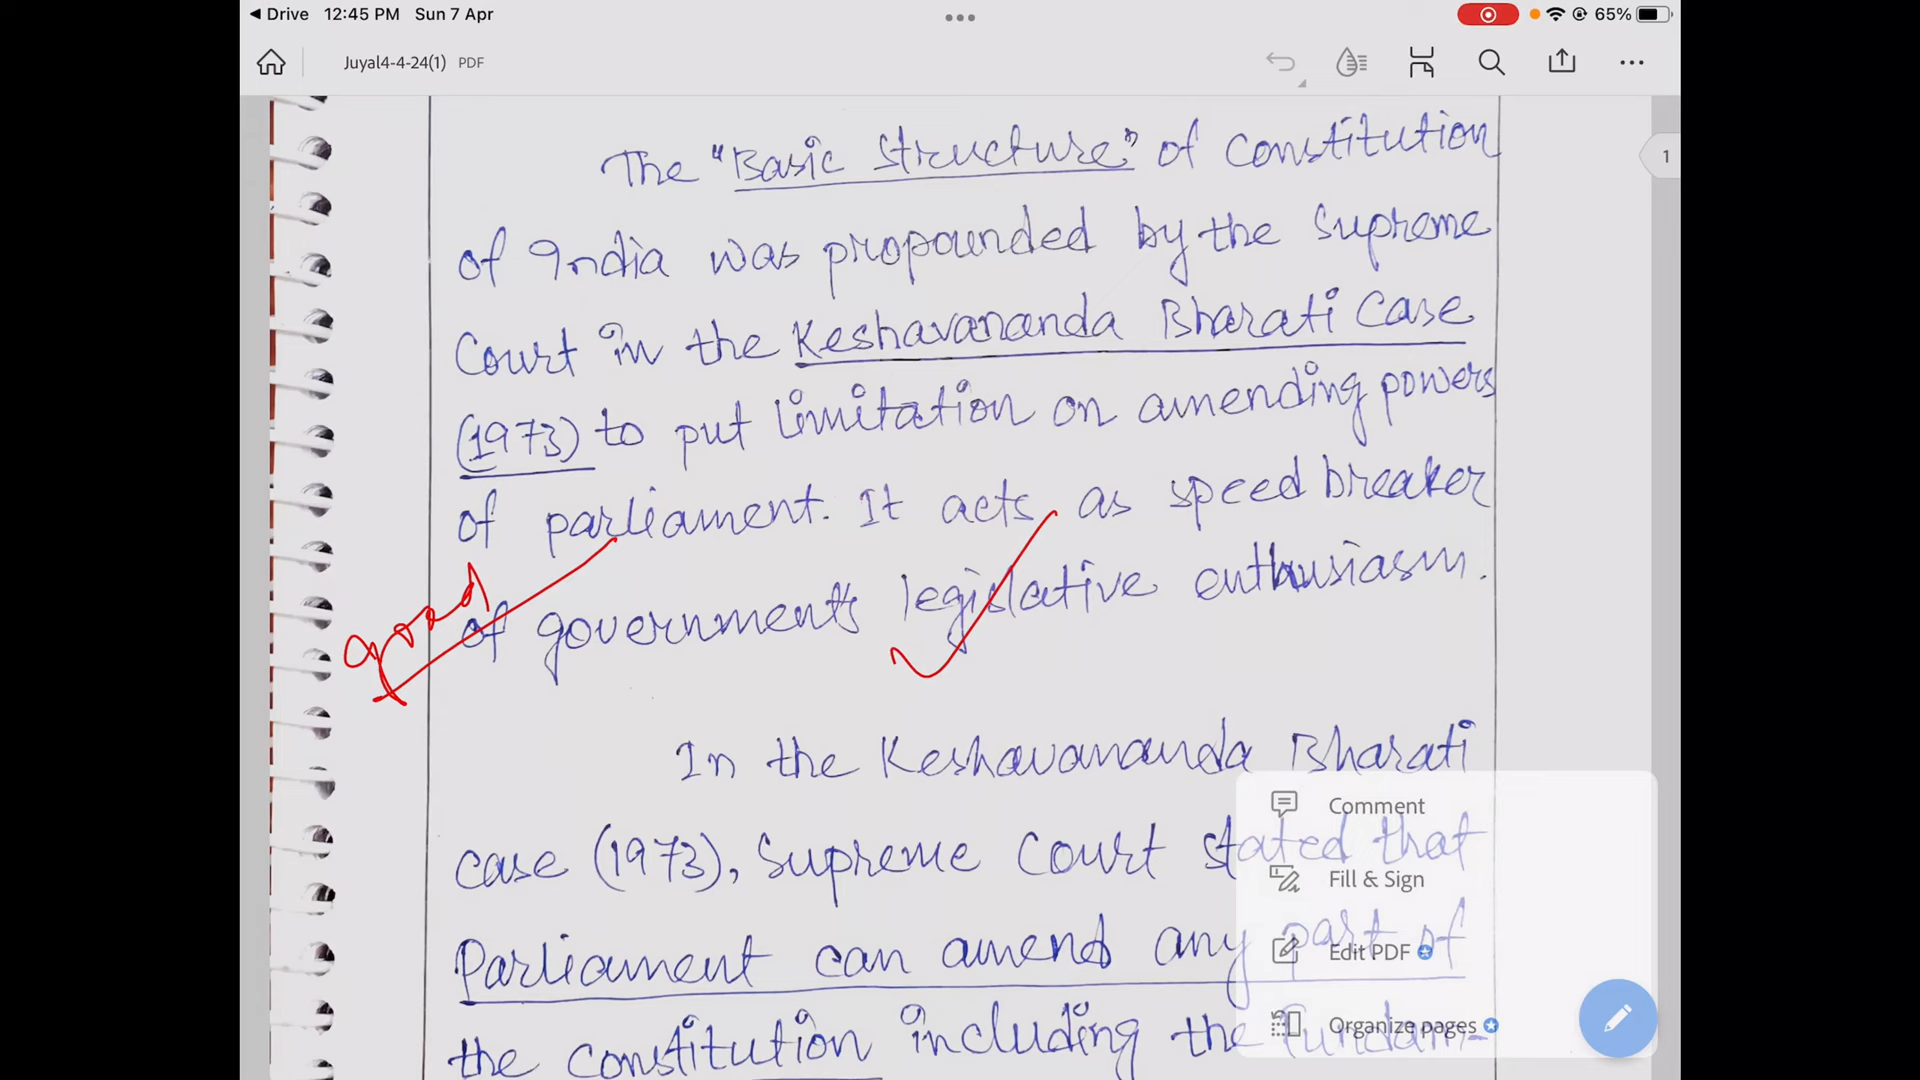 Drive 12:45 PM Sun 7 Apr
65%
Juyal4-4-24(1) PDF
1
The "Basic Structure" of constitution
of India was propounded by the Supreme
Court in the Keshavananda Bharati Case
(1973) to put limitation on amending powers
of parliament. It acts as speed breaker
of government's legislative enthusiasm.
good
In the Keshavananda Bharati
case (1973), Supreme Court stated that
Parliament can amend any part of
the constitution including the fundam-
Comment
Fill & Sign
Edit PDF
Organize pages